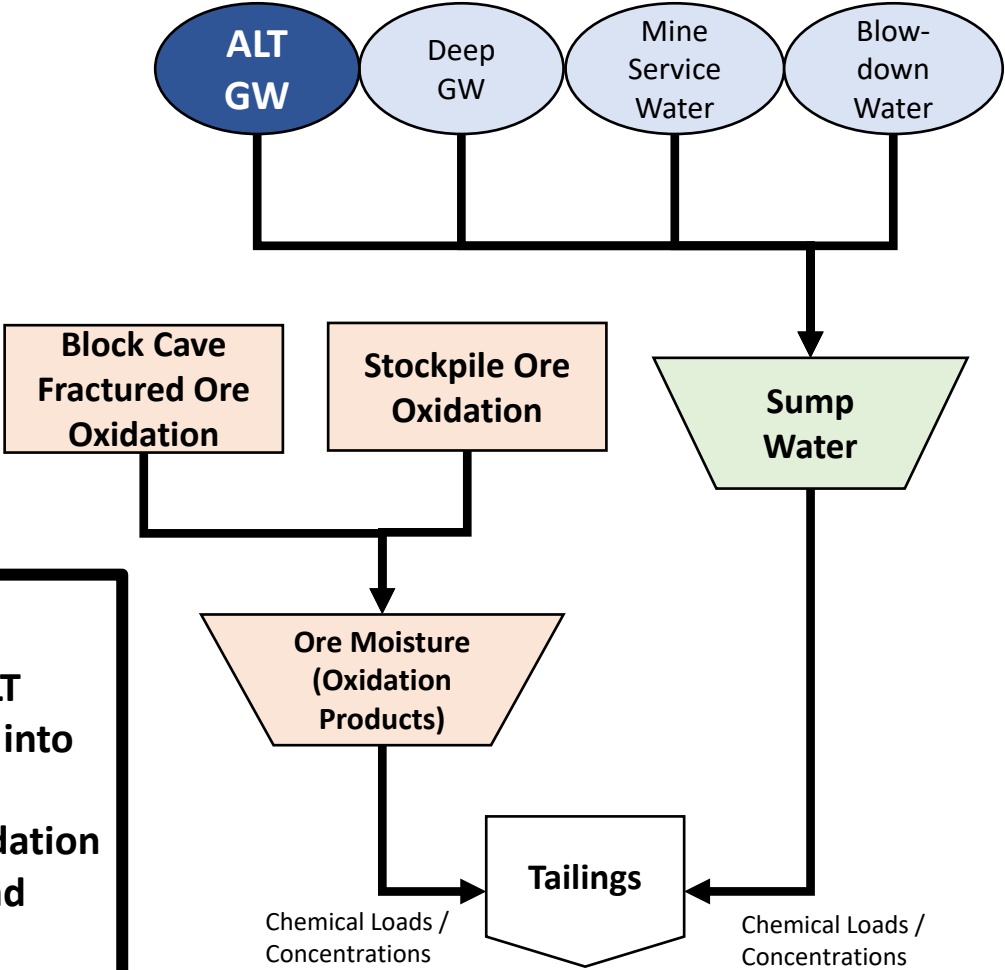 ALT
GW
Deep
GW
Mine
Service
Water
Blow-
down
Water
Block Cave
Fractured Ore
Oxidation
Stockpile Ore
Oxidation
Sump
Water
Ore Moisture
(Oxidation
Products)
into
Tailings
Chemical Loads /
Concentrations
Chemical Loads /
Concentrations